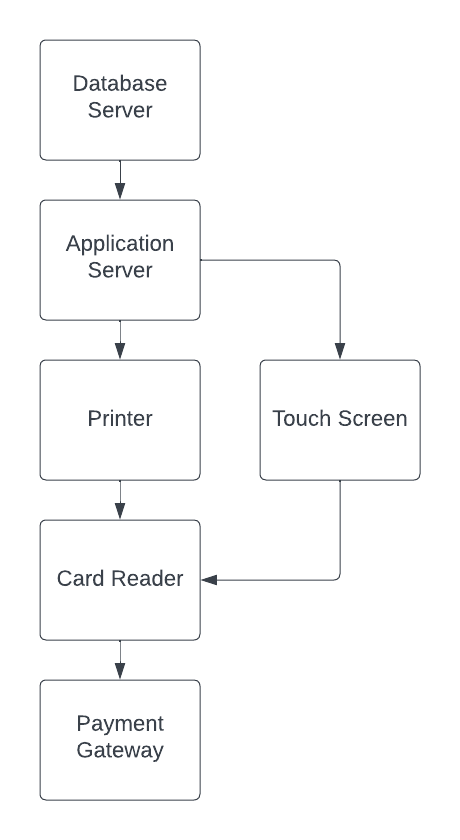 Database
Server
Application
Server
Printer
Touch Screen
Card Reader
Payment
Gateway